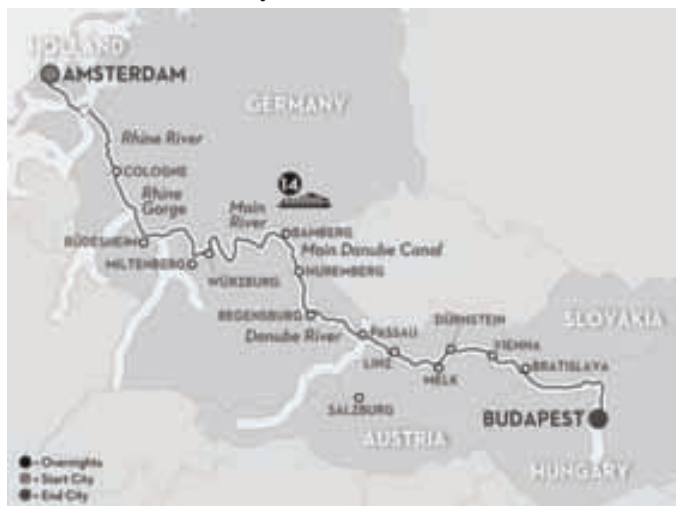 HOLLAND
AMSTERDAM
GERMANY
Rhine River
COLOGNE
14
Rhine
Gorge
Main
River
BAMBERG
RÜDESHEIM
Main Danube Canal
MILTENBERG
WÜRZBURG
NUREMBERG
REGENSBURG
DÜRNSTEIN
SLOVAKIA
Danube River
PASSAU
VIENNA
LINZ
MELK
BRATISLAVA
SALZBURG
BUDAPEST
AUSTRIA
HUNGARY
= Overnights
= Start City
= End City